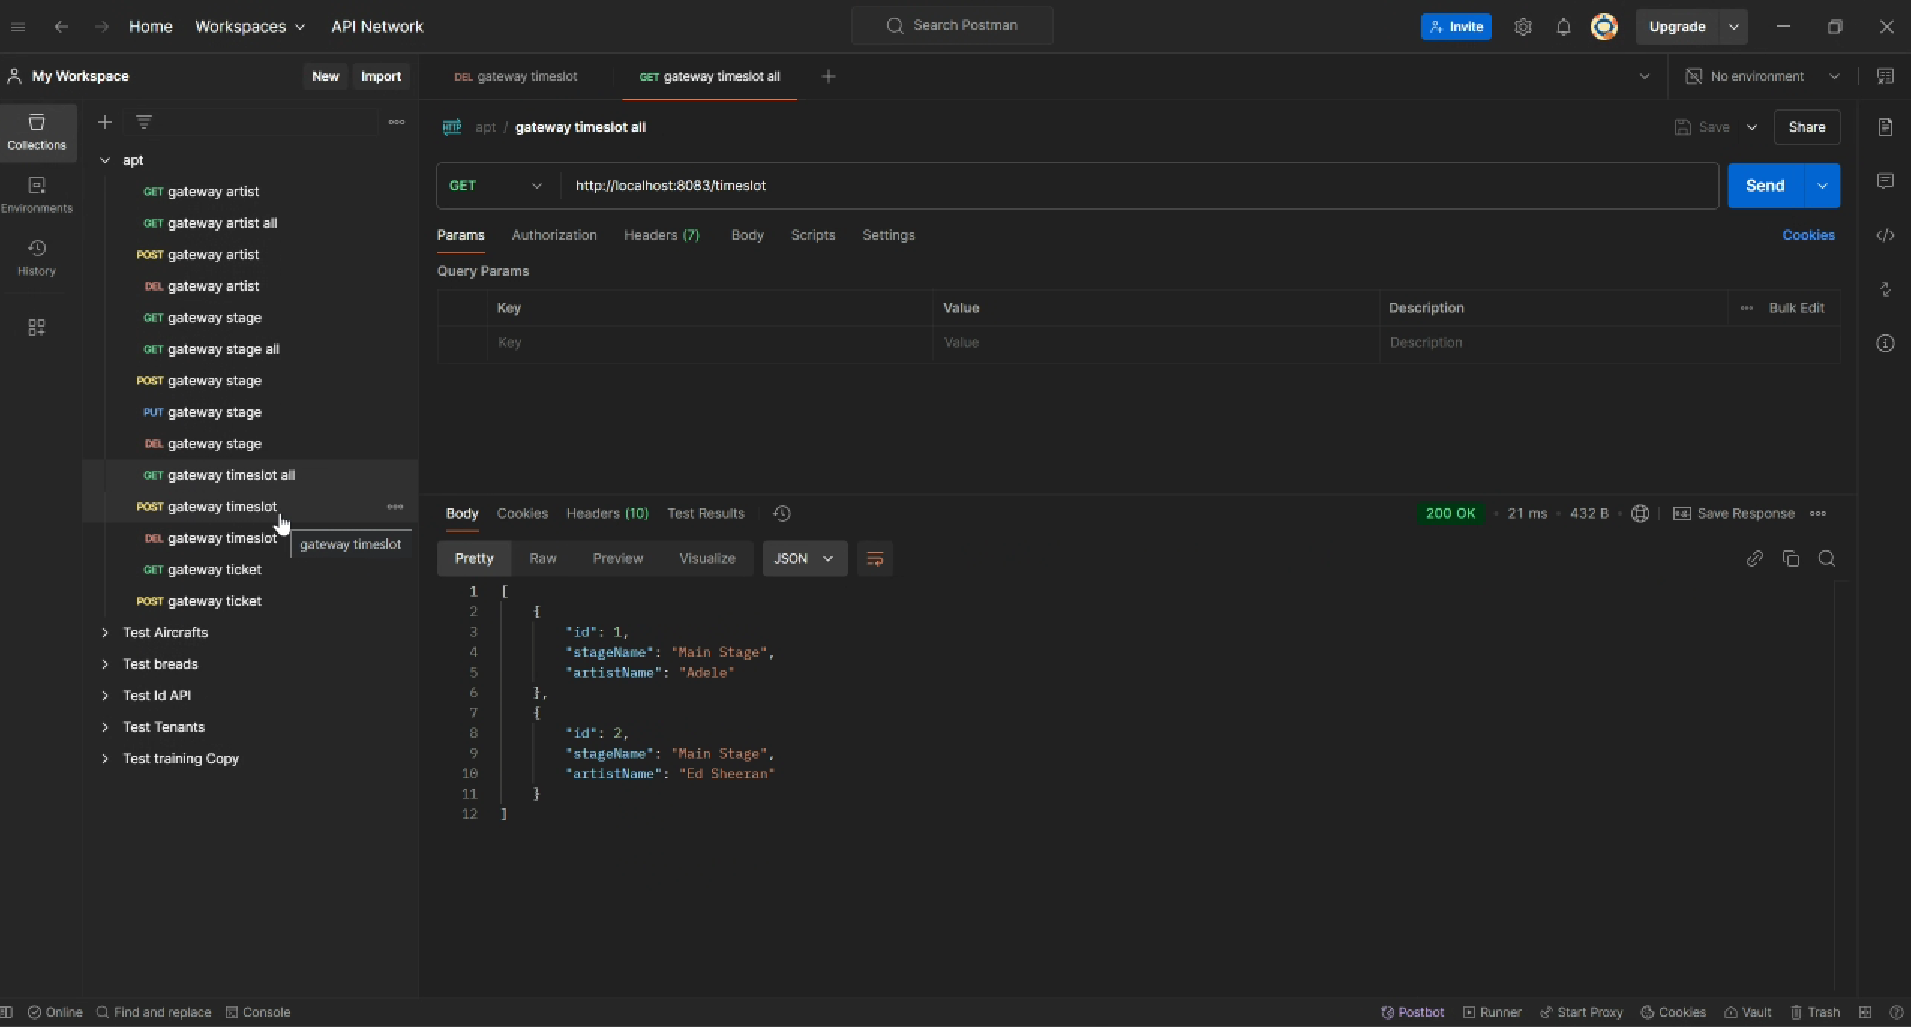 Home Workspaces API Network Search Postman Invite Upgrade
My Workspace New Import DEL gateway timeslot GET gateway timeslot all No environment
Collections
Environments
History
apt
GET gateway artist
GET gateway artist all
POST gateway artist
DEL gateway artist
GET gateway stage
GET gateway stage all
POST gateway stage
PUT gateway stage
DEL gateway stage
GET gateway timeslot all
POST gateway timeslot
DEL gateway timeslot
gateway timeslot
GET gateway ticket
POST gateway ticket
Test Aircrafts
Test breads
Test Id API
Test Tenants
Test training Copy
HTTP apt / gateway timeslot all Save Share
GET http://localhost:8083/timeslot Send
Params Authorization Headers (7) Body Scripts Settings Cookies
Query Params
Key Value Description Bulk Edit
Key Value Description
Body Cookies Headers (10) Test Results 200 OK 21 ms 432 B Save Response
Pretty Raw Preview Visualize JSON
1 [
2 {
3 "id": 1,
4 "stageName": "Main Stage",
5 "artistName": "Adele"
6 },
7 {
8 "id": 2,
9 "stageName": "Main Stage",
10 "artistName": "Ed Sheeran"
11 }
12 ]
Online Find and replace Console Postbot Runner Start Proxy Cookies Vault Trash